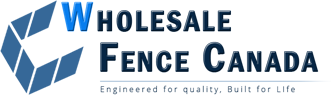 WHOLESALE
FENCE CANADA
Engineered for quality, Built for LIfe